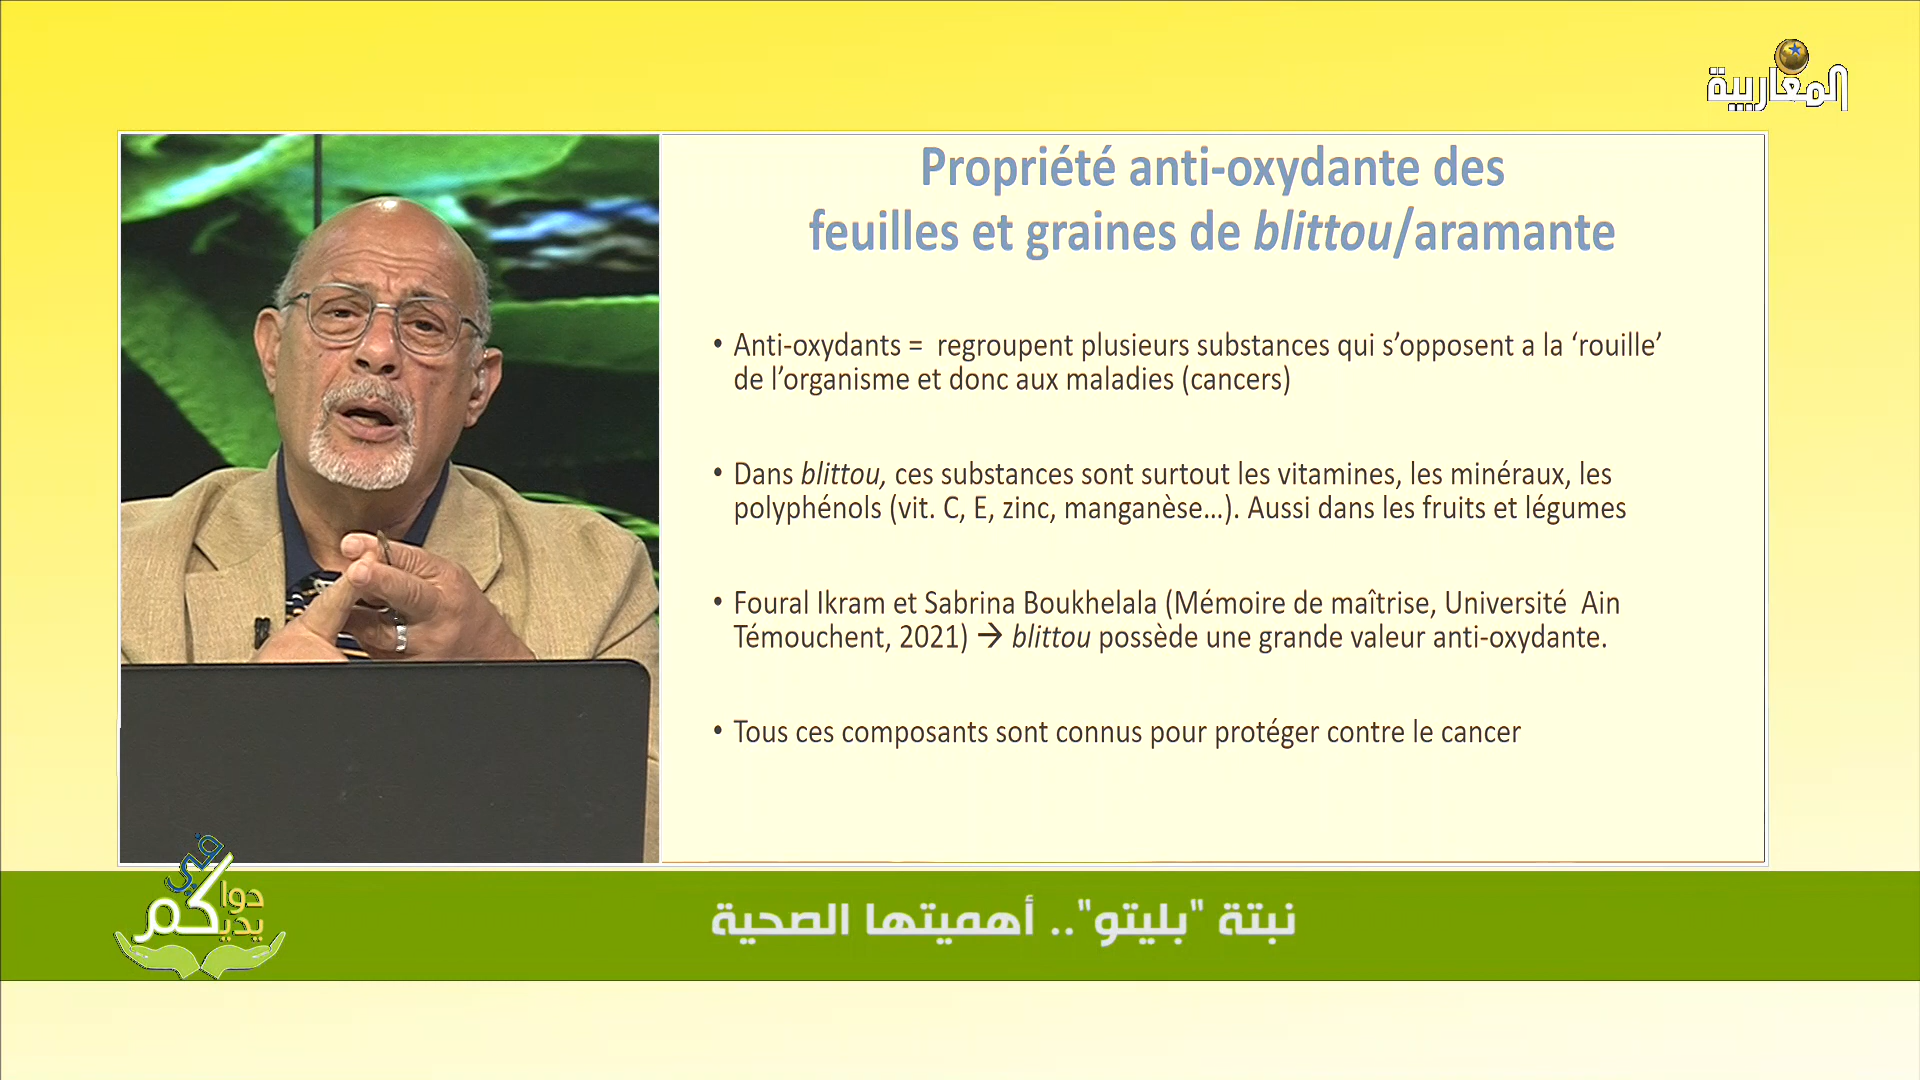 المغاربية
Propriété anti-oxydante des
feuilles et graines de blittou/aramante
• Anti-oxydants = regroupent plusieurs substances qui s’opposent a la ‘rouille’
de l’organisme et donc aux maladies (cancers)
• Dans blittou, ces substances sont surtout les vitamines, les minéraux, les
polyphénols (vit. C, E, zinc, manganèse...). Aussi dans les fruits et légumes
• Foural Ikram et Sabrina Boukhelala (Mémoire de maîtrise, Université Ain
Témouchent, 2021) → blittou possède une grande valeur anti-oxydante.
• Tous ces composants sont connus pour protéger contre le cancer
دواكم
في
يديكم
نبتة "بليتو".. أهميتها الصحية